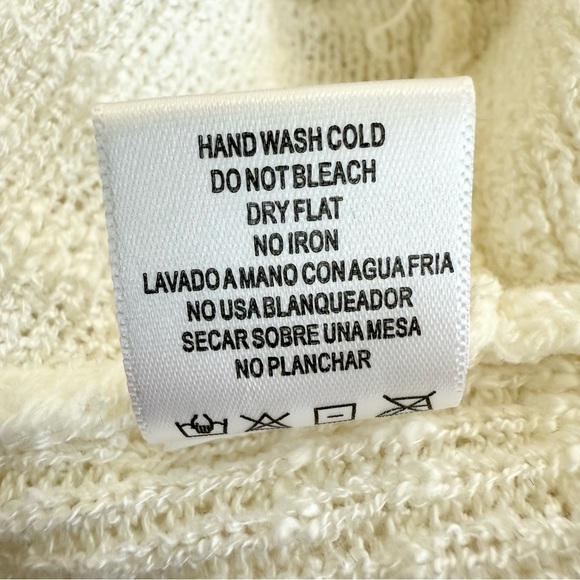 HAND WASH COLD
DO NOT BLEACH
DRY FLAT
NO IRON
LAVADO A MANO CON AGUA FRIA
NO USA BLANQUEADOR
SECAR SOBRE UNA MESA
NO PLANCHAR